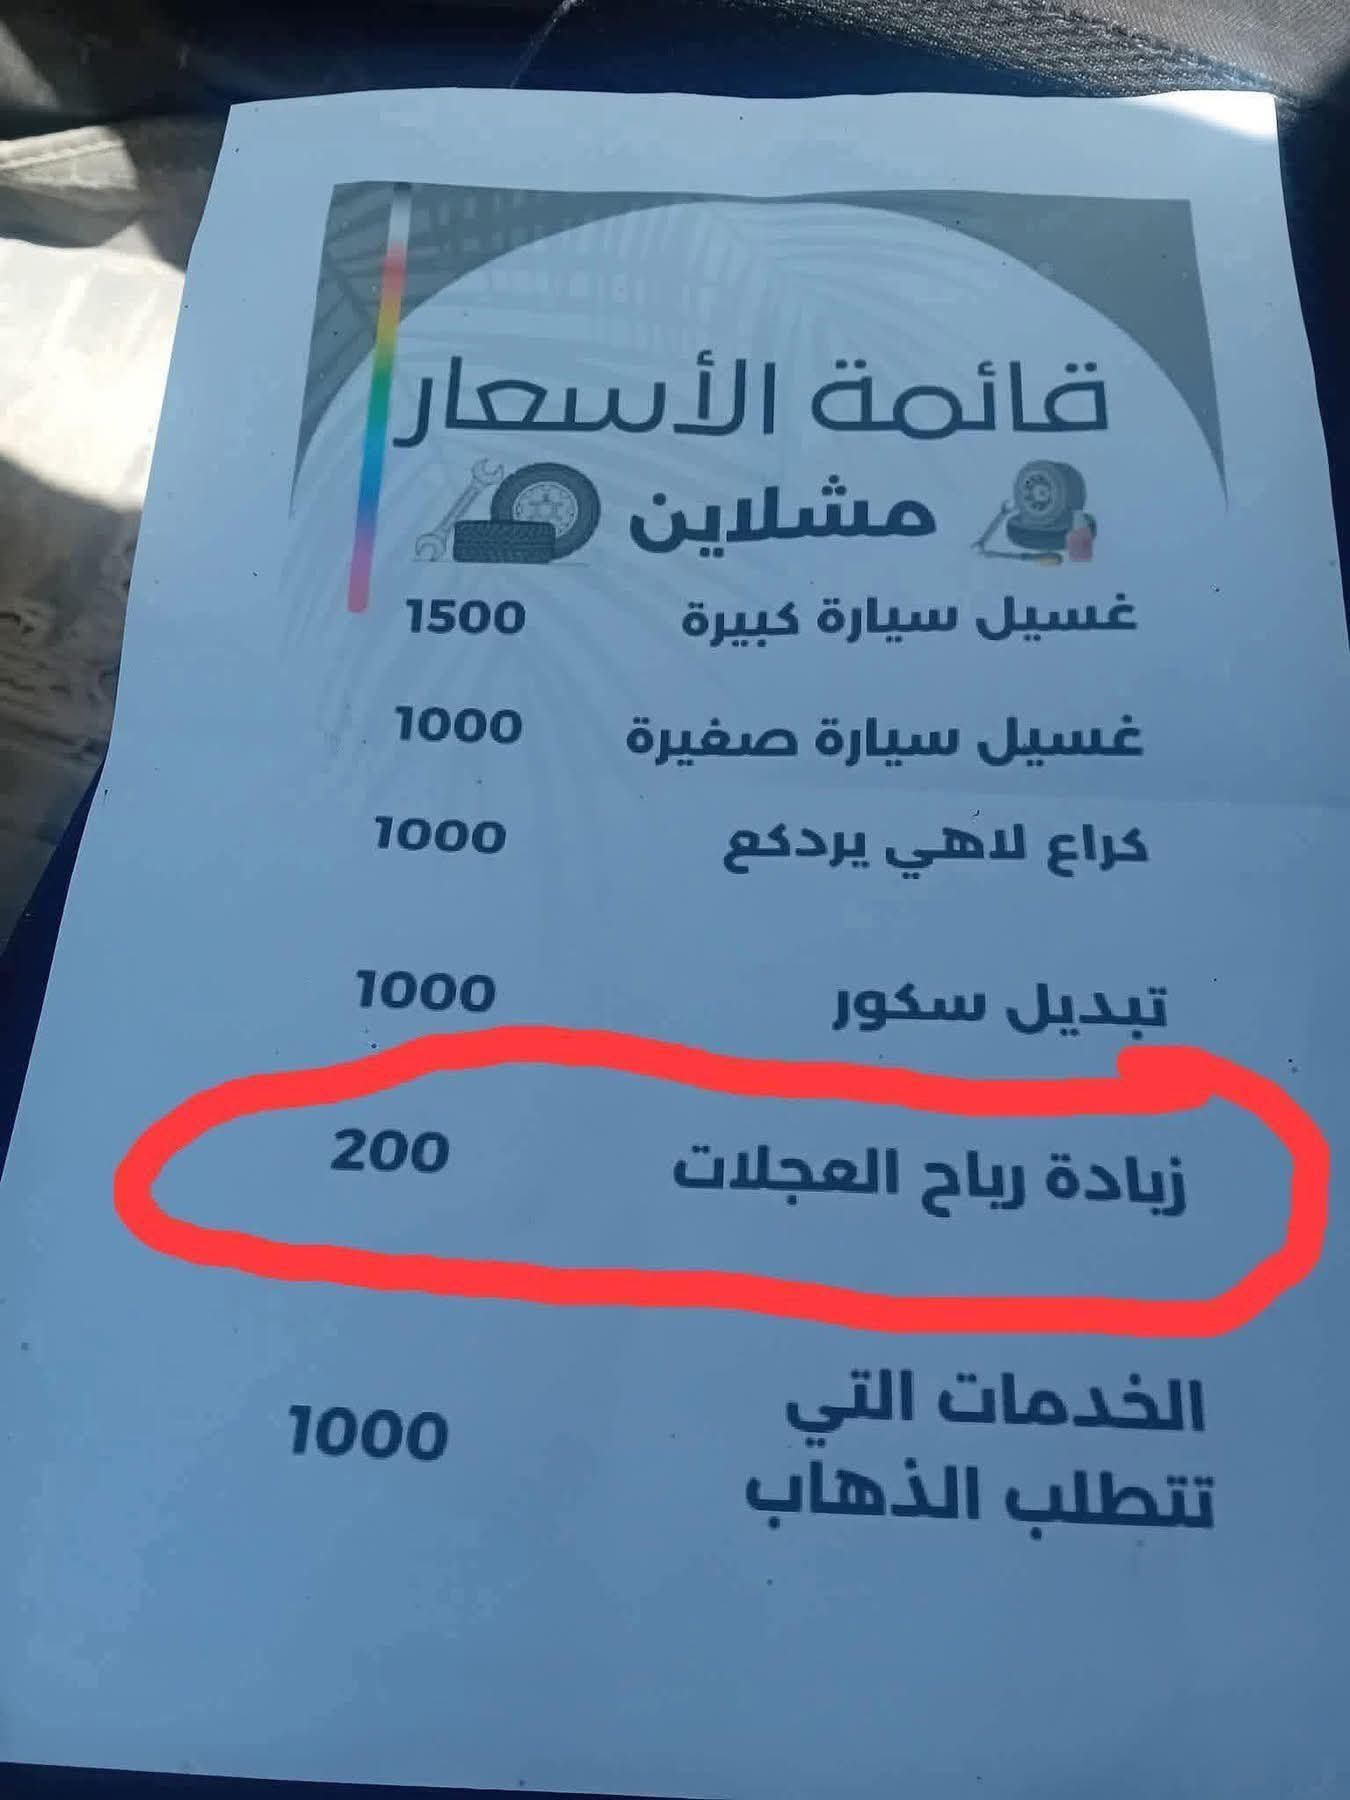 قائمة الأسعار
مشلاين
غسيل سيارة كبيرة 1500
غسيل سيارة صغيرة 1000
كراع لاهي يردكع 1000
تبديل سكور 1000
زيادة رياح العجلات 200
الخدمات التي
تتطلب الذهاب 1000